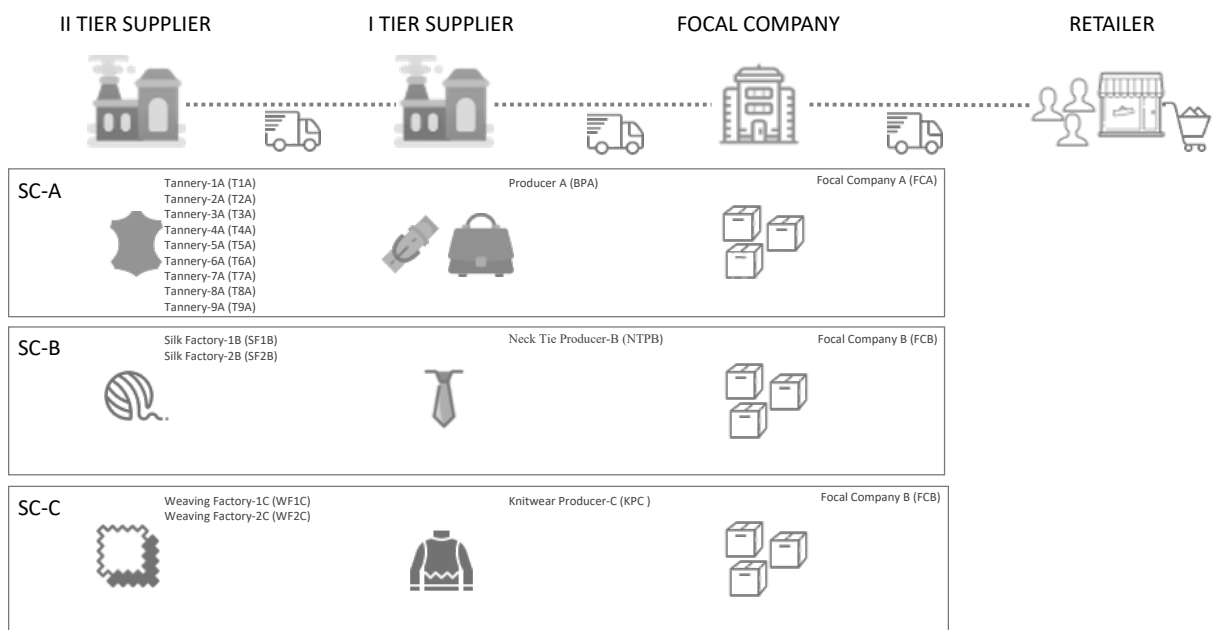 II TIER SUPPLIER
I TIER SUPPLIER
FOCAL COMPANY
RETAILER
SC-A
Tannery-1A (T1A)
Tannery-2A (T2A)
Tannery-3A (T3A)
Tannery-4A (T4A)
Tannery-5A (T5A)
Tannery-6A (T6A)
Tannery-7A (T7A)
Tannery-8A (T8A)
Tannery-9A (T9A)
Producer A (BPA)
Focal Company A (FCA)
SC-B
Silk Factory-1B (SF1B)
Silk Factory-2B (SF2B)
Neck Tie Producer-B (NTPB)
Focal Company B (FCB)
SC-C
Weaving Factory-1C (WF1C)
Weaving Factory-2C (WF2C)
Knitwear Producer-C (KPC )
Focal Company B (FCB)